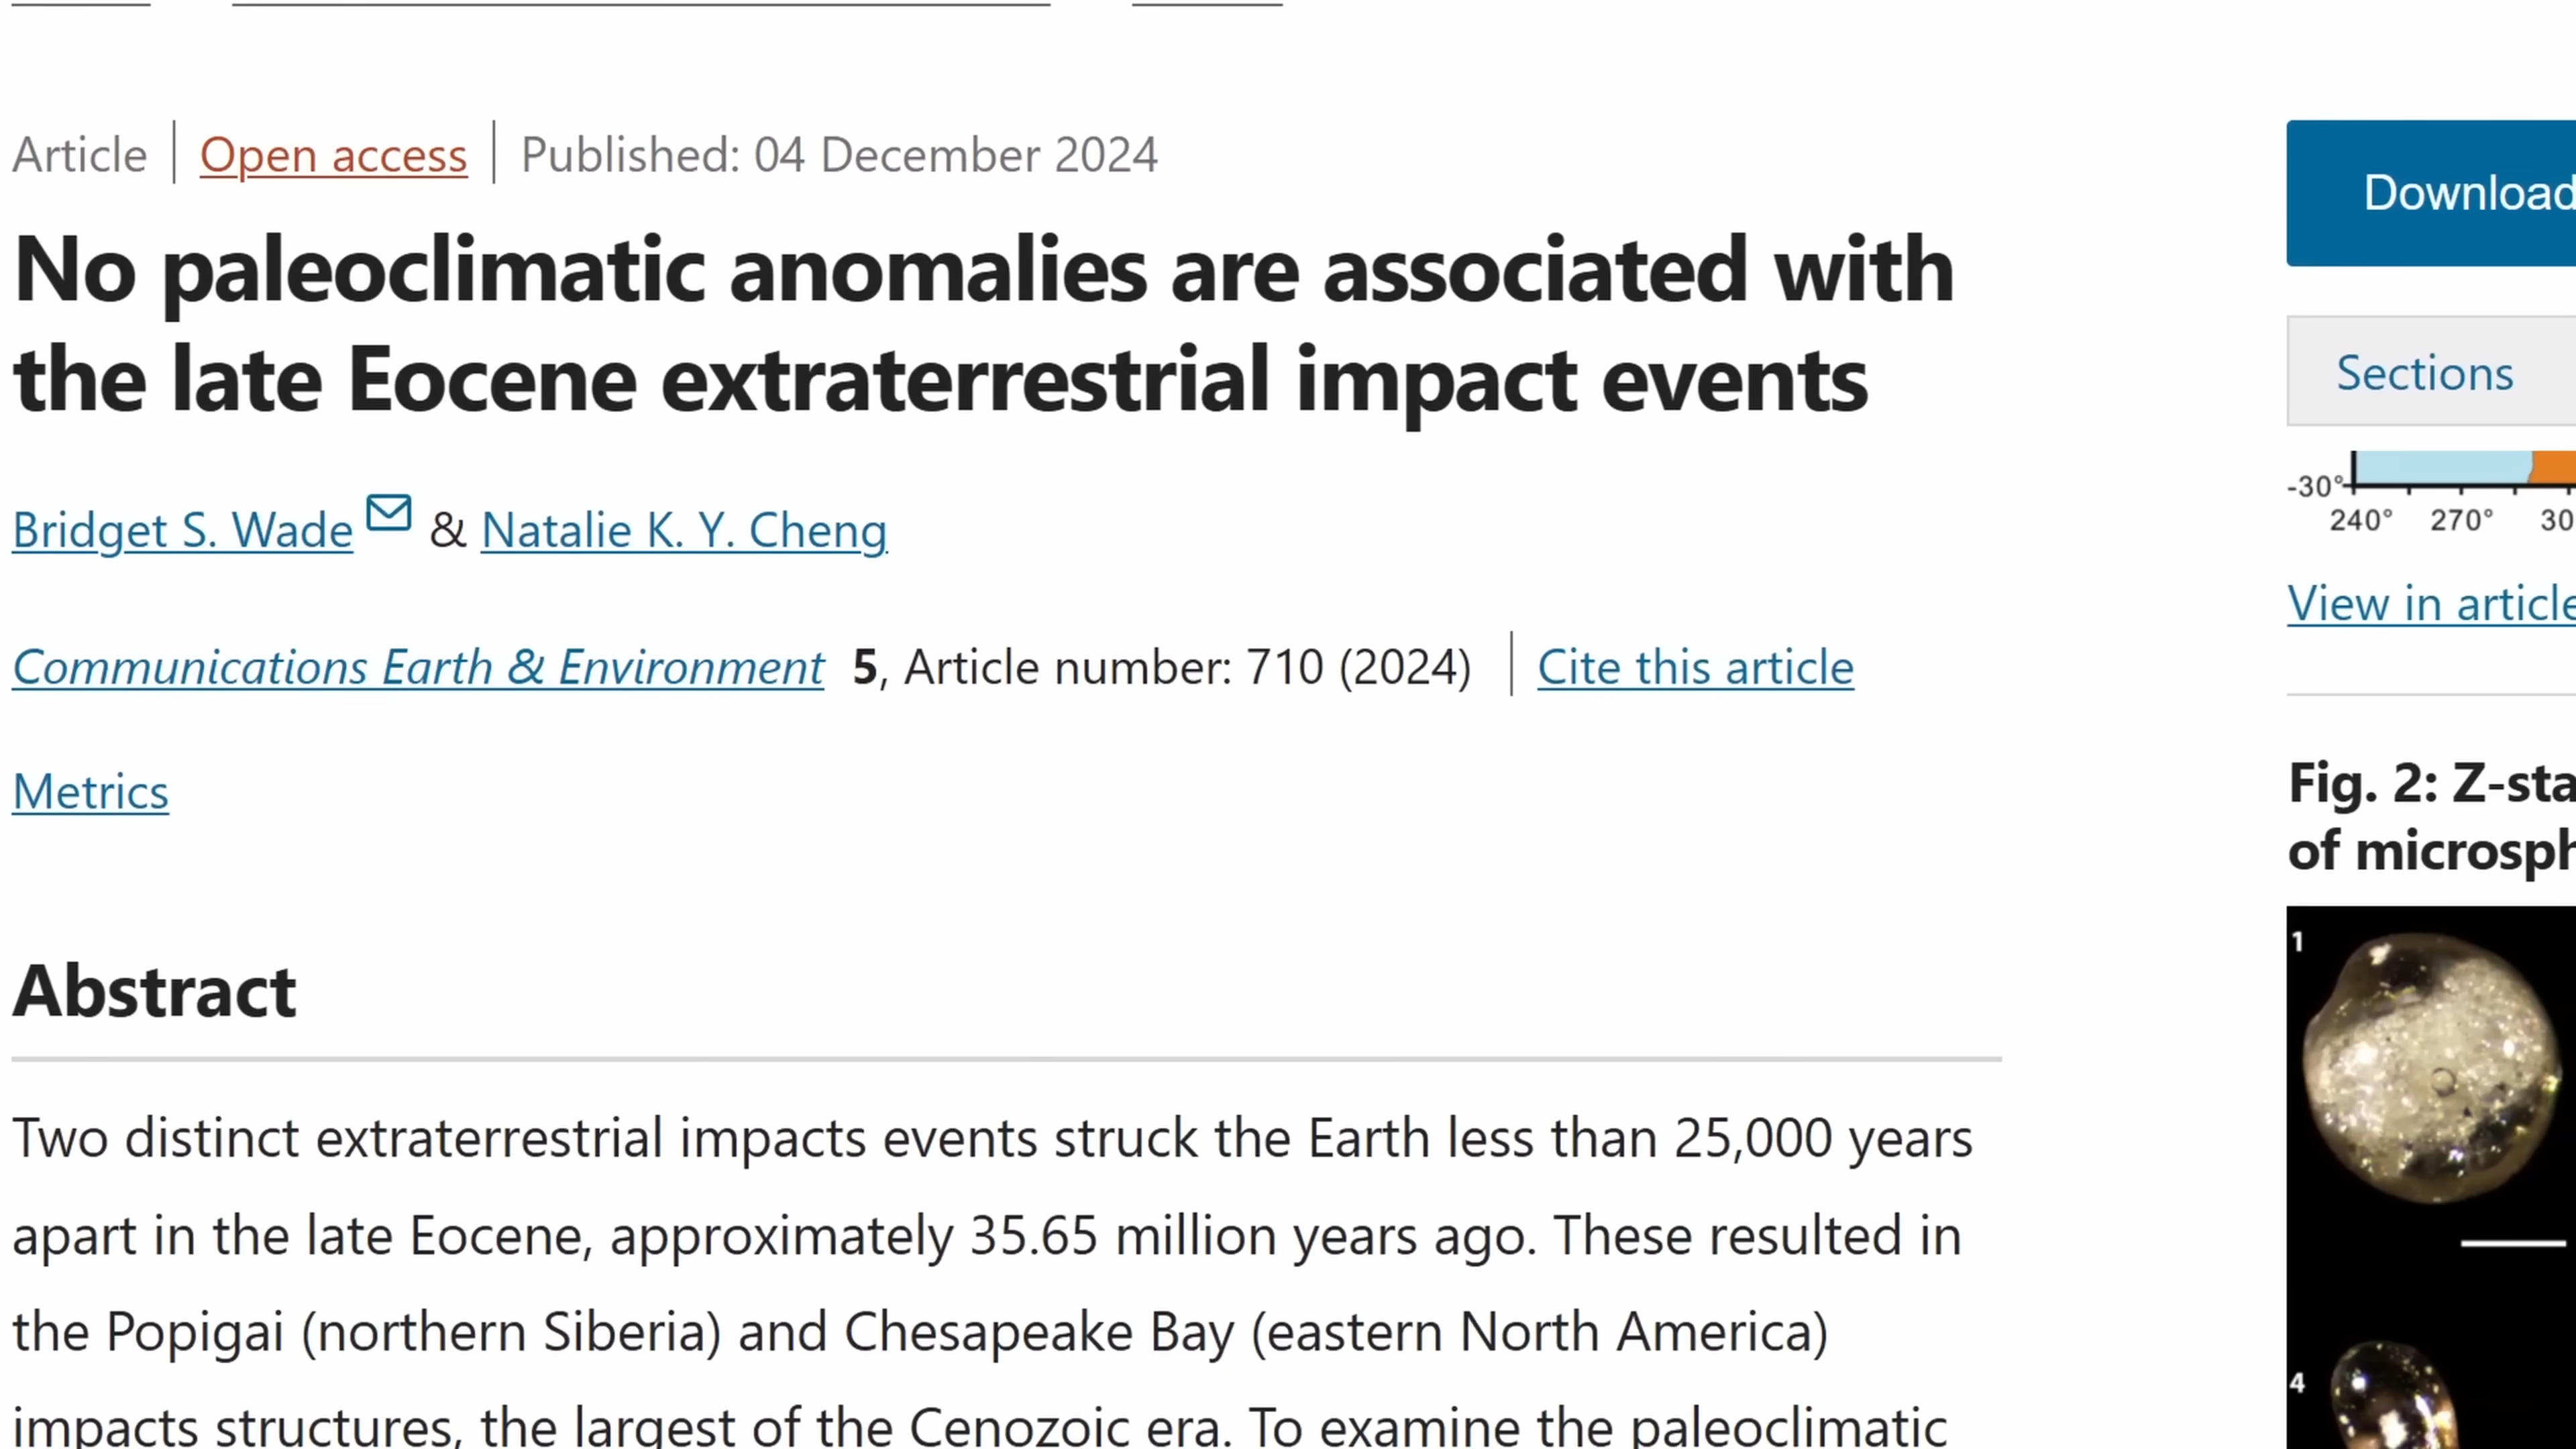 Article | Open access | Published: 04 December 2024
No paleoclimatic anomalies are associated with
the late Eocene extraterrestrial impact events
Bridget S. Wade & Natalie K. Y. Cheng
Communications Earth & Environment 5, Article number: 710 (2024) | Cite this article
Metrics
Abstract
Two distinct extraterrestrial impacts events struck the Earth less than 25,000 years
apart in the late Eocene, approximately 35.65 million years ago. These resulted in
the Popigai (northern Siberia) and Chesapeake Bay (eastern North America)
impacts structures, the largest of the Cenozoic era. To examine the paleoclimatic
Download
Sections
-30°
240° 270° 30
View in article
Fig. 2: Z-sta
of microsph
1
4